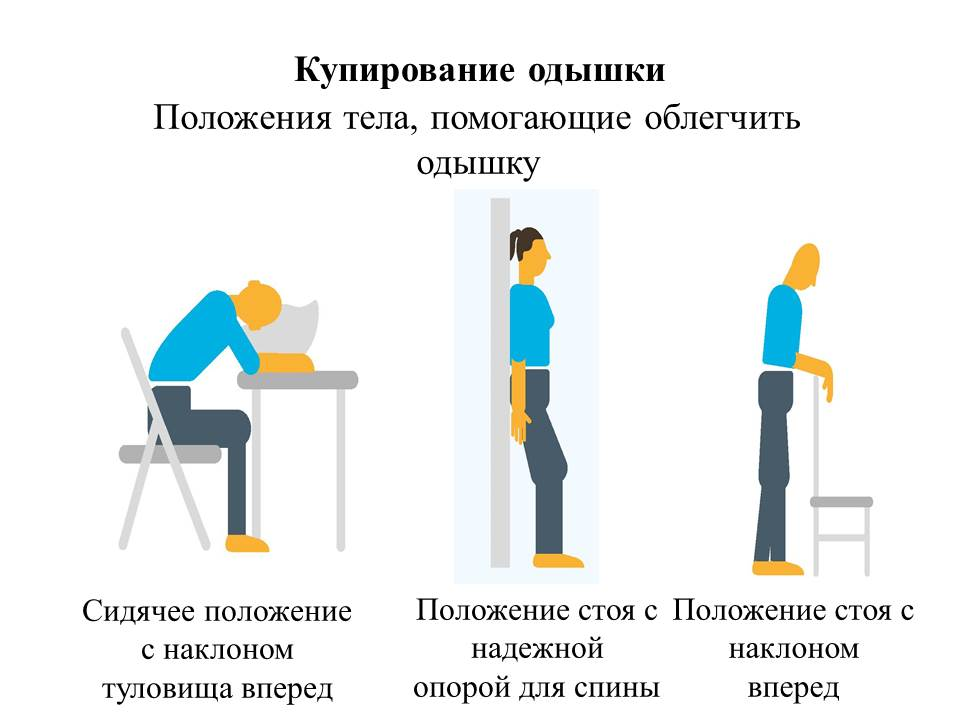 Купирование одышки
Положения тела, помогающие облегчить
одышку
Сидячее положение
с наклоном
туловища вперед
Положение стоя с
надежной
опорой для спины
Положение стоя с
наклоном
вперед